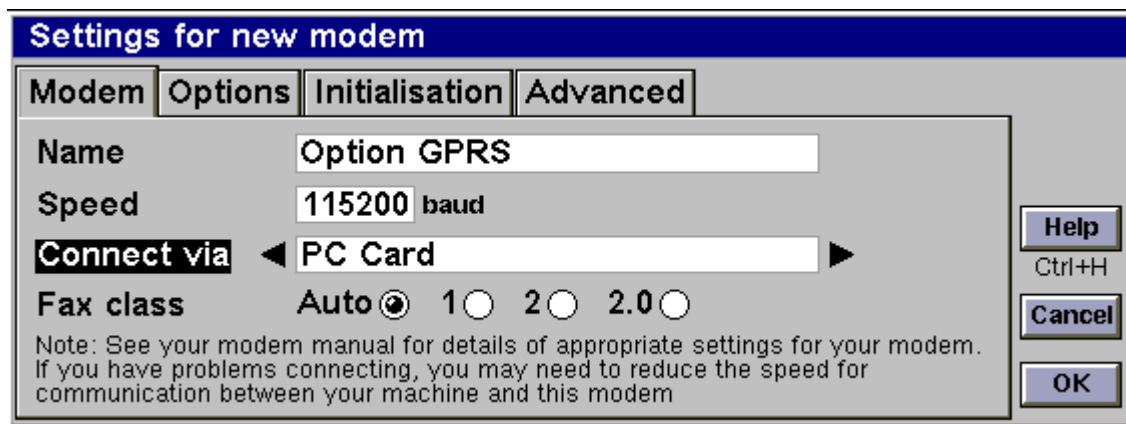 Settings for new modem
Modem Options Initialisation Advanced
Name Option GPRS
Speed 115200 baud
Connect via PC Card
Fax class Auto 1 2 2.0
Note: See your modem manual for details of appropriate settings for your modem.
If you have problems connecting, you may need to reduce the speed for
communication between your machine and this modem
Help
Ctrl+H
Cancel
OK